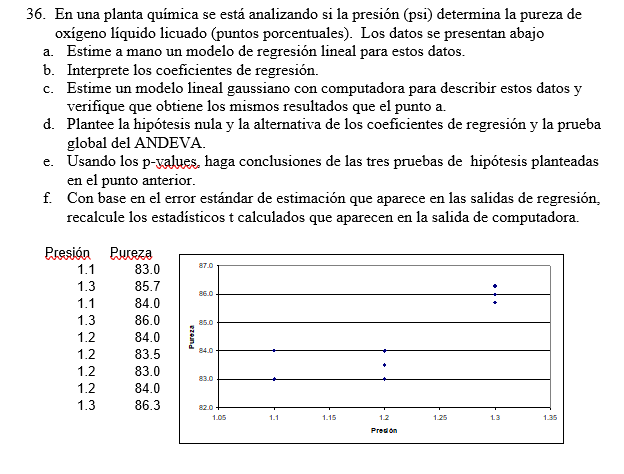 36. En una planta química se está analizando si la presión (psi) determina la pureza de
oxígeno líquido licuado (puntos porcentuales). Los datos se presentan abajo
a. Estime a mano un modelo de regresión lineal para estos datos.
b. Interprete los coeficientes de regresión.
c. Estime un modelo lineal gaussiano con computadora para describir estos datos y
verifique que obtiene los mismos resultados que el punto a.
d. Plantee la hipótesis nula y la alternativa de los coeficientes de regresión y la prueba
global del ANDEVA.
e. Usando los p-values, haga conclusiones de las tres pruebas de hipótesis planteadas
en el punto anterior.
f. Con base en el error estándar de estimación que aparece en las salidas de regresión,
recalcule los estadísticos t calculados que aparecen en la salida de computadora.
Presión Pureza
1.1 83.0
1.3 85.7
1.1 84.0
1.3 86.0
1.2 84.0
1.2 83.5
1.2 83.0
1.2 84.0
1.3 86.3
87.0
86.0
85.0
84.0
83.0
82.0
Pureza
1.05 1.1 1.15 1.2 1.25 1.3 1.35
Presión